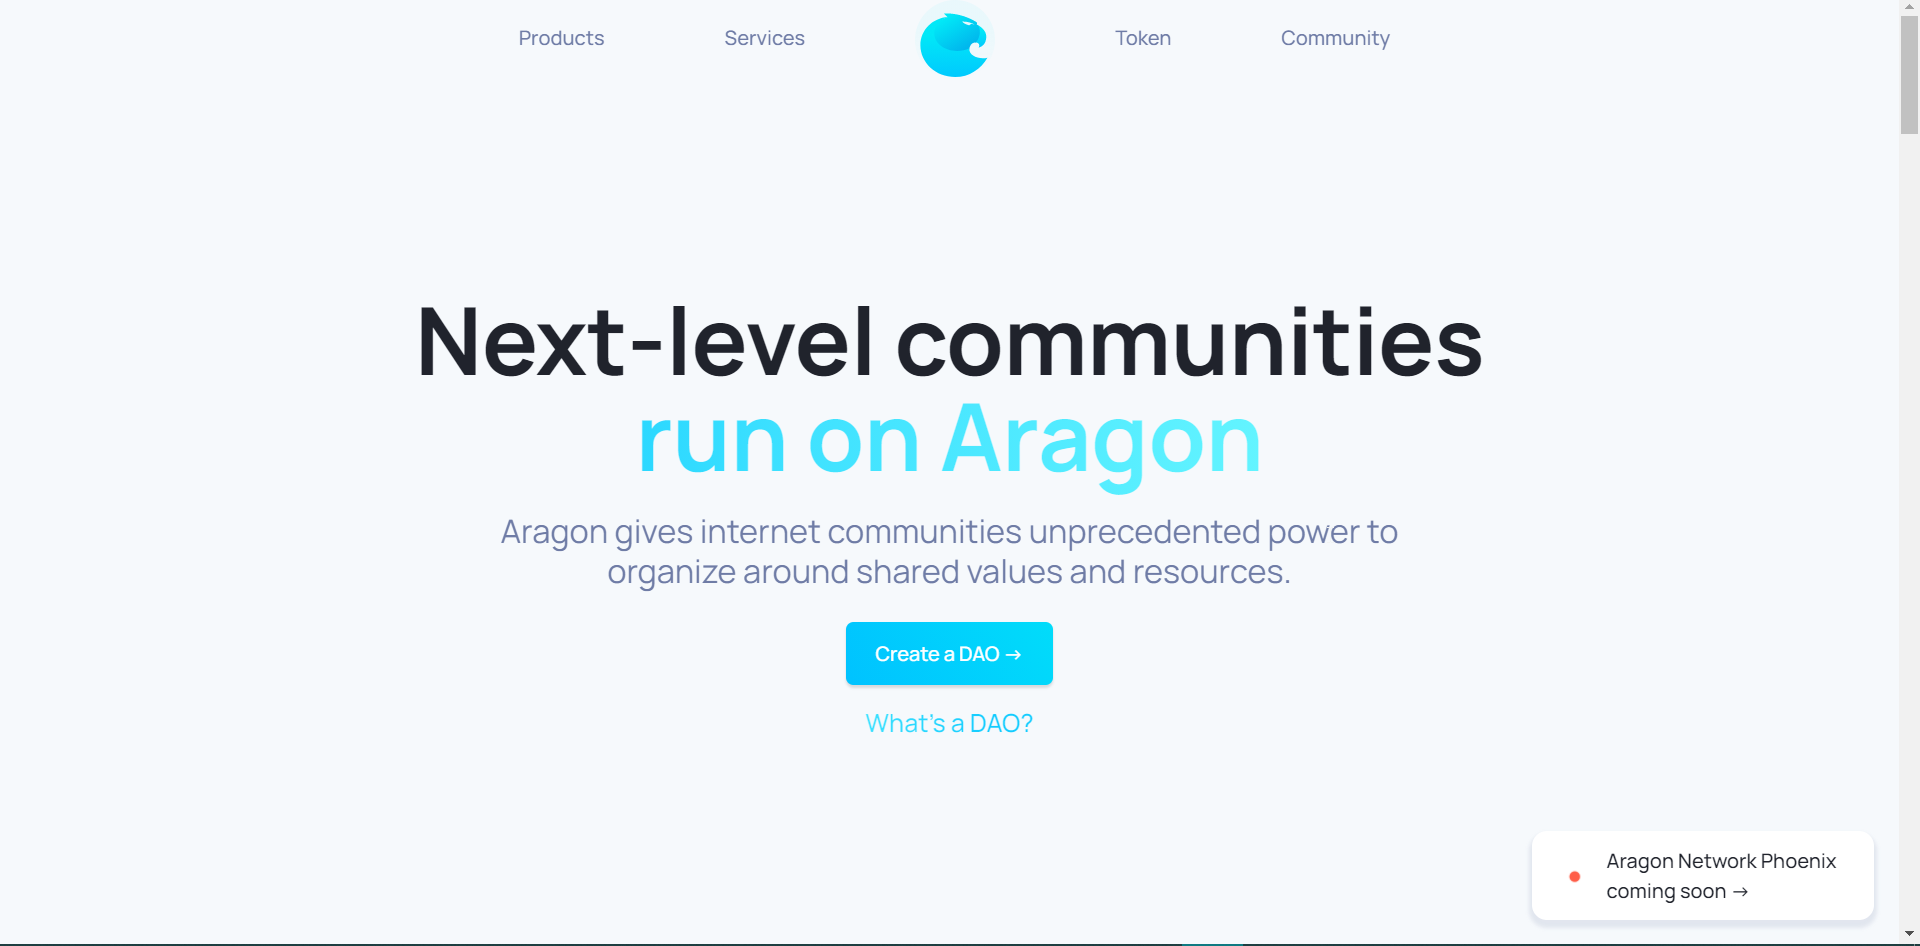 Products
Services
Token
Community
Next-level communities
run on Aragon
Aragon gives internet communities unprecedented power to
organize around shared values and resources.
Create a DAO →
What's a DAO?
Aragon Network Phoenix
coming soon →